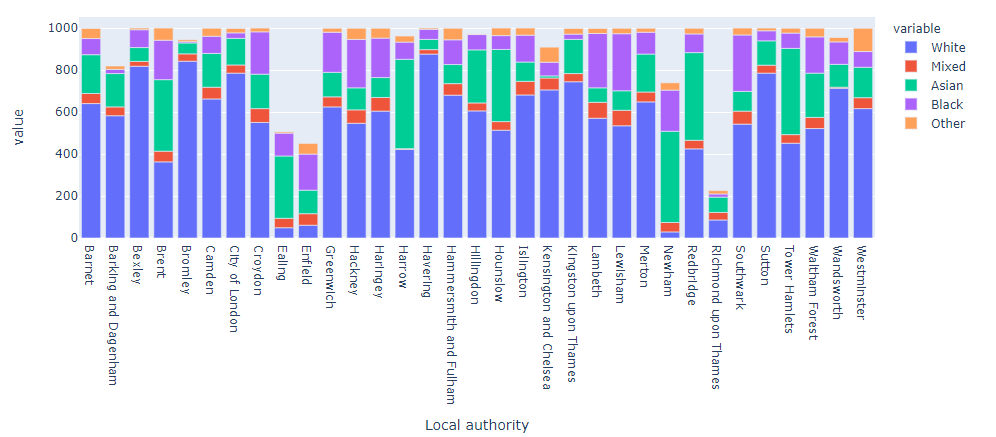 variable
White
Mixed
Asian
Black
Other
1000
800
600
400
200
0
value
Barnet
Barking and Dagenham
Bexley
Brent
Bromley
Camden
City of London
Croydon
Ealing
Enfield
Greenwich
Hackney
Haringey
Harrow
Havering
Hammersmith and Fulham
Hillingdon
Hounslow
Islington
Kensington and Chelsea
Kingston upon Thames
Lambeth
Lewisham
Merton
Newham
Redbridge
Richmond upon Thames
Southwark
Sutton
Tower Hamlets
Waltham Forest
Wandsworth
Westminster
Local authority